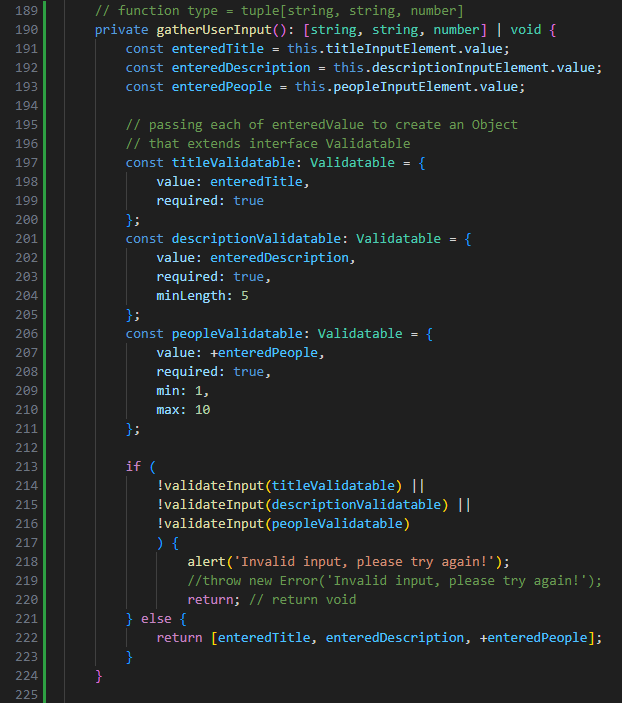 189 // function type = tuple[string, string, number]
190 private gatherUserInput(): [string, string, number] | void {
191 const enteredTitle = this.titleInputElement.value;
192 const enteredDescription = this.descriptionInputElement.value;
193 const enteredPeople = this.peopleInputElement.value;
194
195 // passing each of enteredValue to create an Object
196 // that extends interface Validatable
197 const titleValidatable: Validatable = {
198 value: enteredTitle,
199 required: true
200 };
201 const descriptionValidatable: Validatable = {
202 value: enteredDescription,
203 required: true,
204 minLength: 5
205 };
206 const peopleValidatable: Validatable = {
207 value: +enteredPeople,
208 required: true,
209 min: 1,
210 max: 10
211 };
212
213 if (
214 !validateInput(titleValidatable) ||
215 !validateInput(descriptionValidatable) ||
216 !validateInput(peopleValidatable)
217 ) {
218 alert('Invalid input, please try again!');
219 //throw new Error('Invalid input, please try again!');
220 return; // return void
221 } else {
222 return [enteredTitle, enteredDescription, +enteredPeople];
223 }
224 }
225